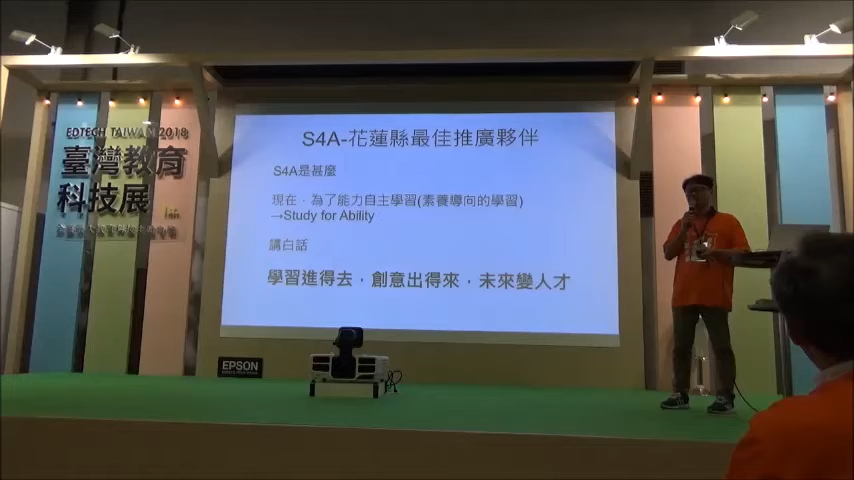 EDTECH TAIWAN 2018
臺灣教育
科技展
S4A-花蓮縣最佳推廣夥伴
S4A是甚麼
現在，為了能力自主學習(素養導向的學習)
→Study for Ability
講白話
學習進得去，創意出得來，未來變人才
EPSON